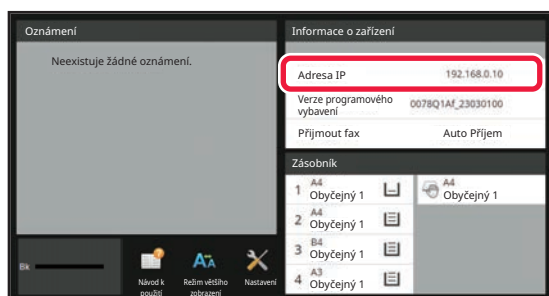 Oznámení
Neexistuje žádné oznámení.
Informace o zařízení
Adresa IP 192.168.0.10
Verze programového
vybavení
0078Q1Af_23030100
Přijmout fax Auto Příjem
Zásobník
1 A4
Obyčejný 1
A4
Obyčejný 1
2 A4
Obyčejný 1
3 B4
Obyčejný 1
4 A3
Obyčejný 1
Bk
Návod k
použití
AA
Režim většího
zobrazení
Nastavení